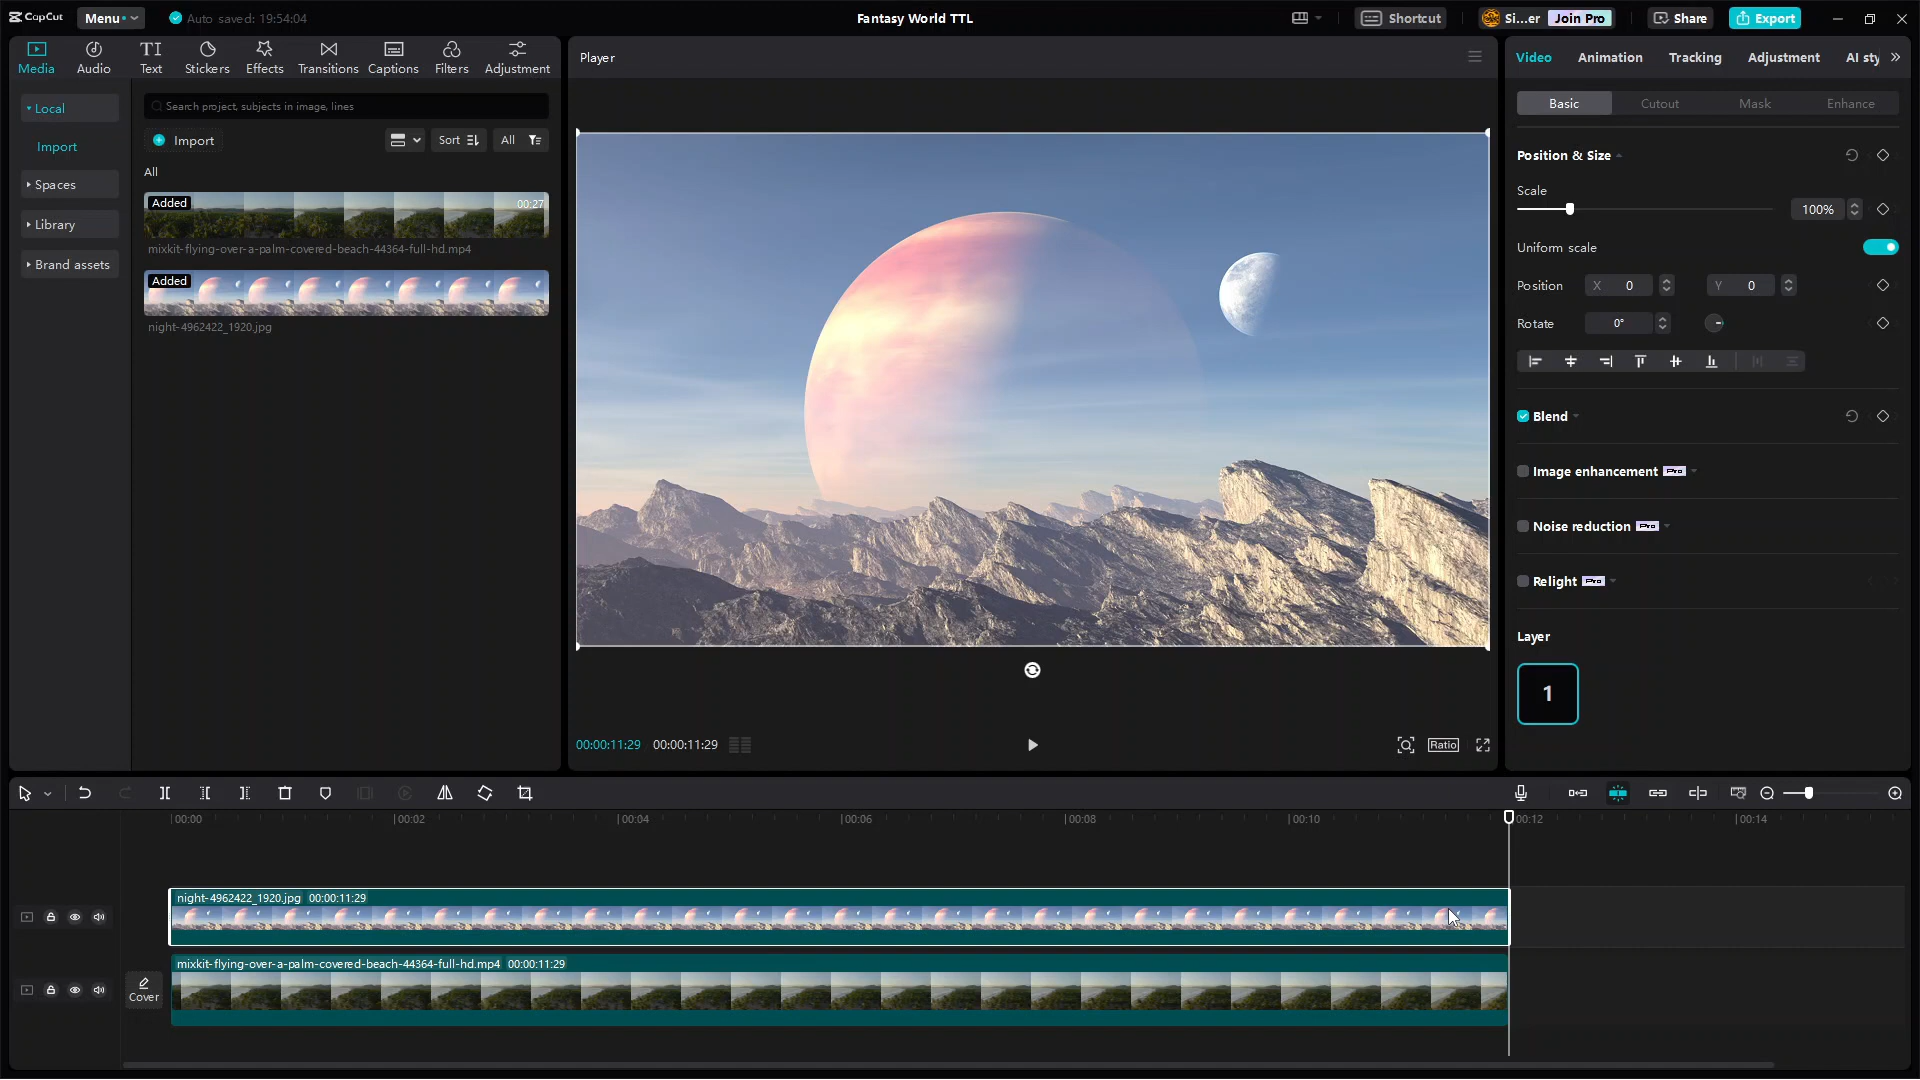 CapCut
Menu
Auto saved: 19:54:04
Fantasy World TTL
Shortcut
Si...er
Join Pro
Share
Export
Media
Audio
TI
Text
Stickers
Effects
Transitions
Captions
Filters
Adjustment
Local
Import
Spaces
Library
Brand assets
Search project, subjects in image, lines
Import
Sort
All
All
Added
00:27
mixkit-flying-over-a-palm-covered-beach-44364-full-hd.mp4
Added
night-4962422_1920.jpg
Player
00:00:11:29
00:00:11:29
Ratio
Video
Animation
Tracking
Adjustment
AI sty
Basic
Cutout
Mask
Enhance
Position & Size
Scale
100%
Uniform scale
Position
X 0
Y 0
Rotate
0°
Blend
Image enhancement Pro
Noise reduction Pro
Relight Pro
Layer
1
00:00
00:02
00:04
00:06
00:08
00:10
00:12
00:14
night-4962422_1920.jpg 00:00:11:29
Cover
mixkit-flying-over-a-palm-covered-beach-44364-full-hd.mp4 00:00:11:29